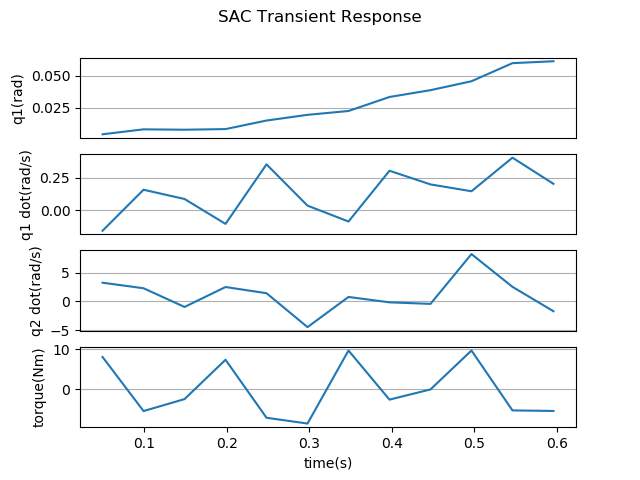 SAC Transient Response
q1(rad)
0.050
0.025
q1 dot(rad/s)
0.25
0.00
q2 dot(rad/s)
5
0
−5
torque(Nm)
10
0
0.1 0.2 0.3 0.4 0.5 0.6
time(s)